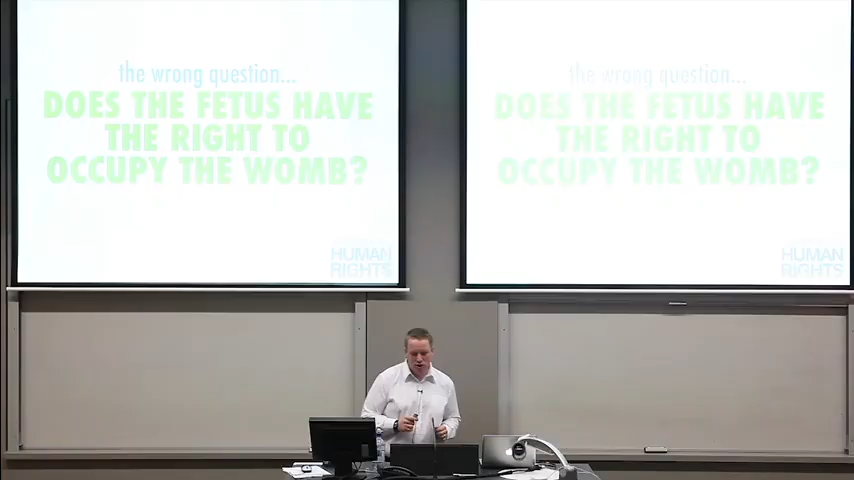 the wrong question...
DOES THE FETUS HAVE
THE RIGHT TO
OCCUPY THE WOMB?
HUMAN
RIGHTS
the wrong question...
DOES THE FETUS HAVE
THE RIGHT TO
OCCUPY THE WOMB?
HUMAN
RIGHTS